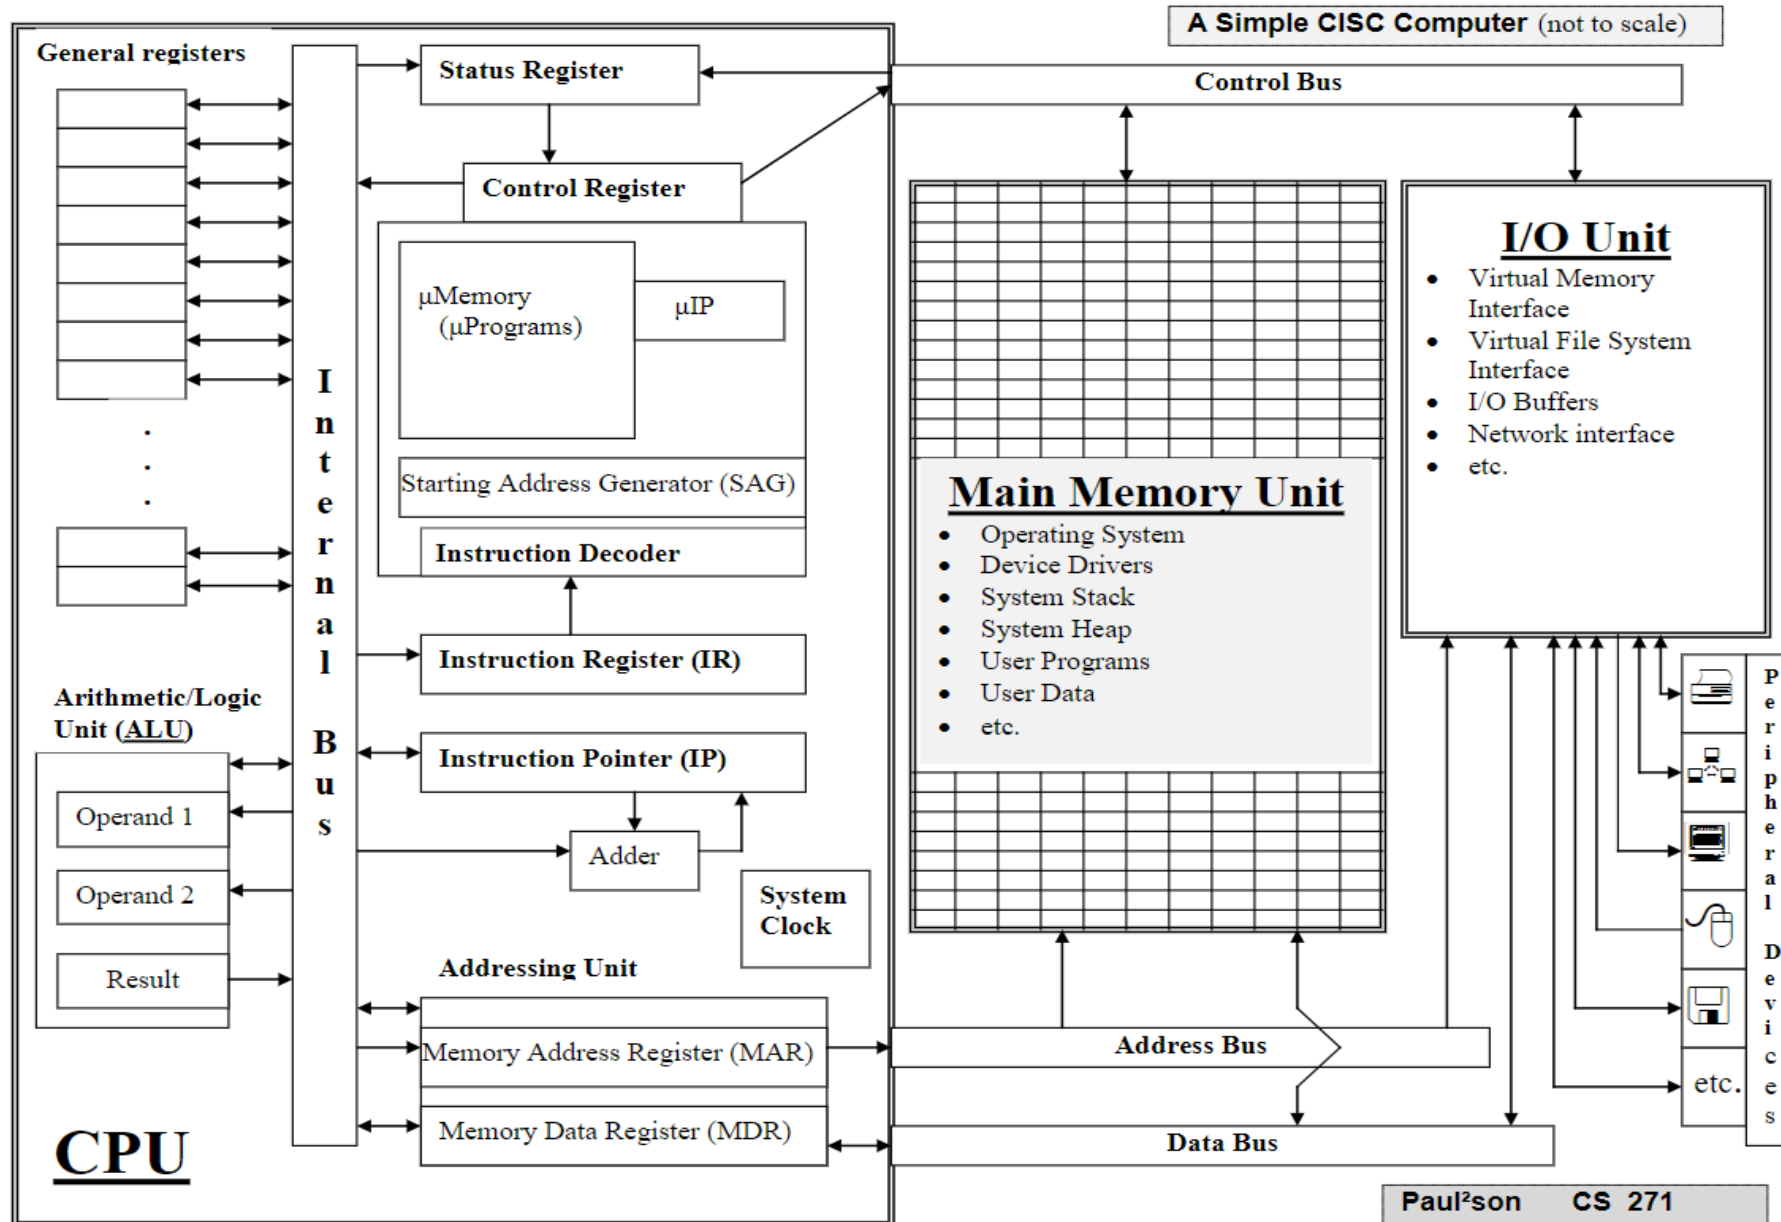 A Simple CISC Computer (not to scale)
General registers
.
.
.
Arithmetic/Logic
Unit (ALU)
Operand 1
Operand 2
Result
CPU
Internal Bus
Status Register
Control Register
µMemory
(µPrograms)
µIP
Starting Address Generator (SAG)
Instruction Decoder
Instruction Register (IR)
Instruction Pointer (IP)
Adder
System
Clock
Addressing Unit
Memory Address Register (MAR)
Memory Data Register (MDR)
Control Bus
Main Memory Unit
• Operating System
• Device Drivers
• System Stack
• System Heap
• User Programs
• User Data
• etc.
I/O Unit
• Virtual Memory
Interface
• Virtual File System
Interface
• I/O Buffers
• Network interface
• etc.
Address Bus
Data Bus
etc.
Peripheral Devices
Paul²son CS 271